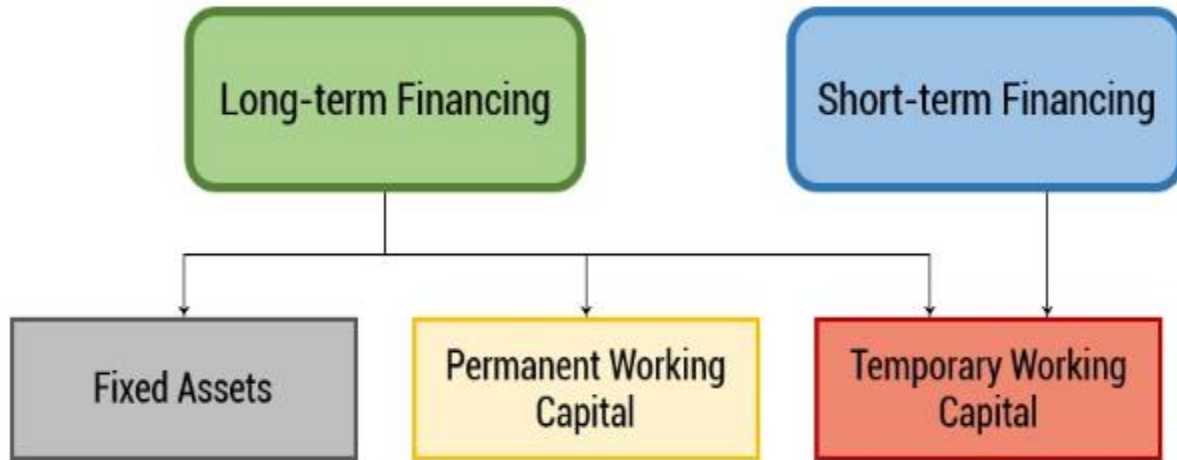 Long-term Financing
Short-term Financing
Fixed Assets
Permanent Working
Capital
Temporary Working
Capital